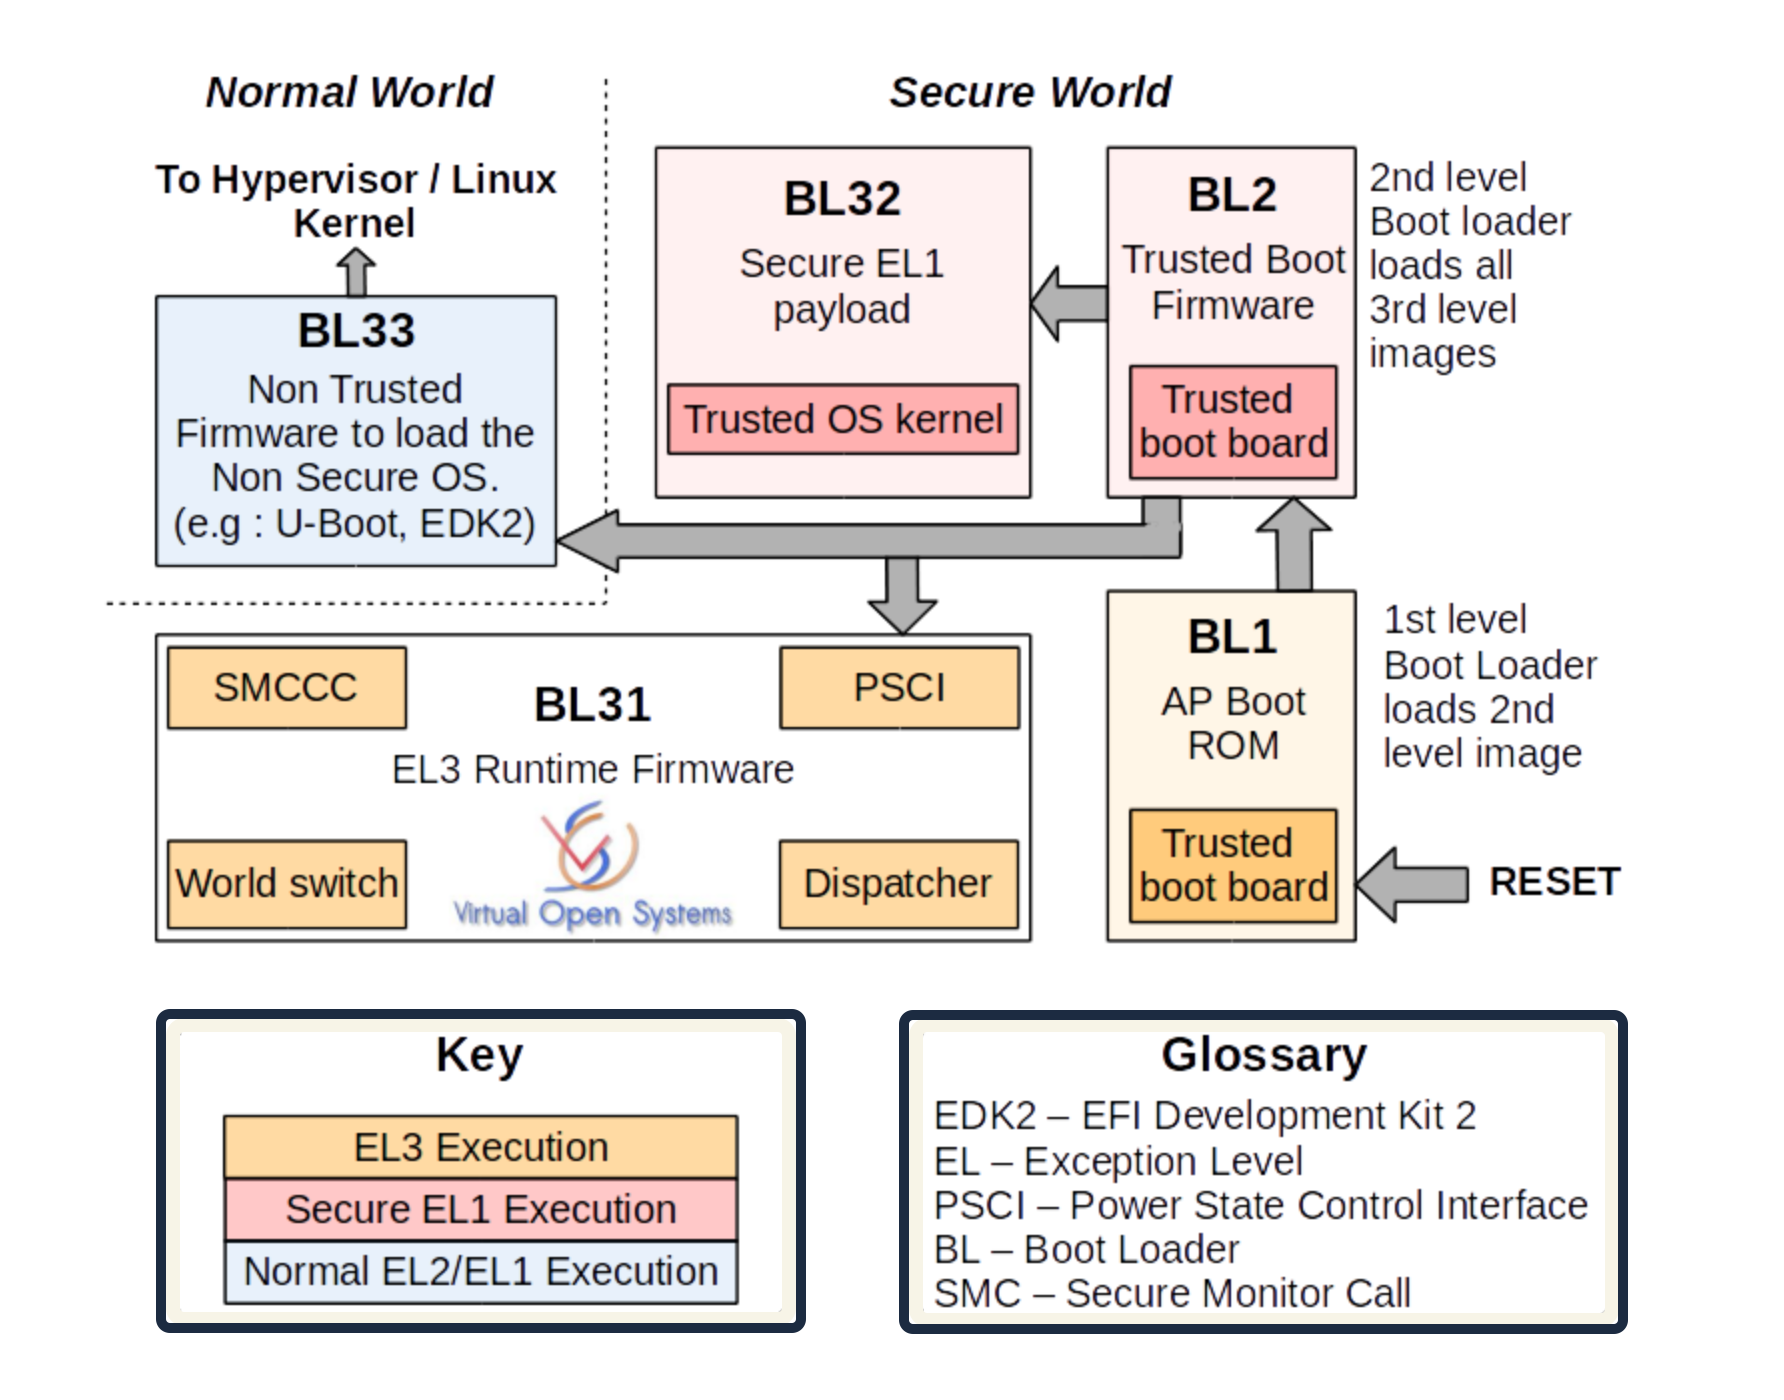 Normal World
Secure World
To Hypervisor / Linux
Kernel
BL33
Non Trusted
Firmware to load the
Non Secure OS.
(e.g : U-Boot, EDK2)
BL32
Secure EL1
payload
Trusted OS kernel
BL2
Trusted Boot
Firmware
Trusted
boot board
2nd level
Boot loader
loads all
3rd level
images
SMCCC
BL31
PSCI
EL3 Runtime Firmware
World switch
Virtual Open Systems
Dispatcher
BL1
AP Boot
ROM
Trusted
boot board
1st level
Boot Loader
loads 2nd
level image
RESET
Key
EL3 Execution
Secure EL1 Execution
Normal EL2/EL1 Execution
Glossary
EDK2 – EFI Development Kit 2
EL – Exception Level
PSCI – Power State Control Interface
BL – Boot Loader
SMC – Secure Monitor Call